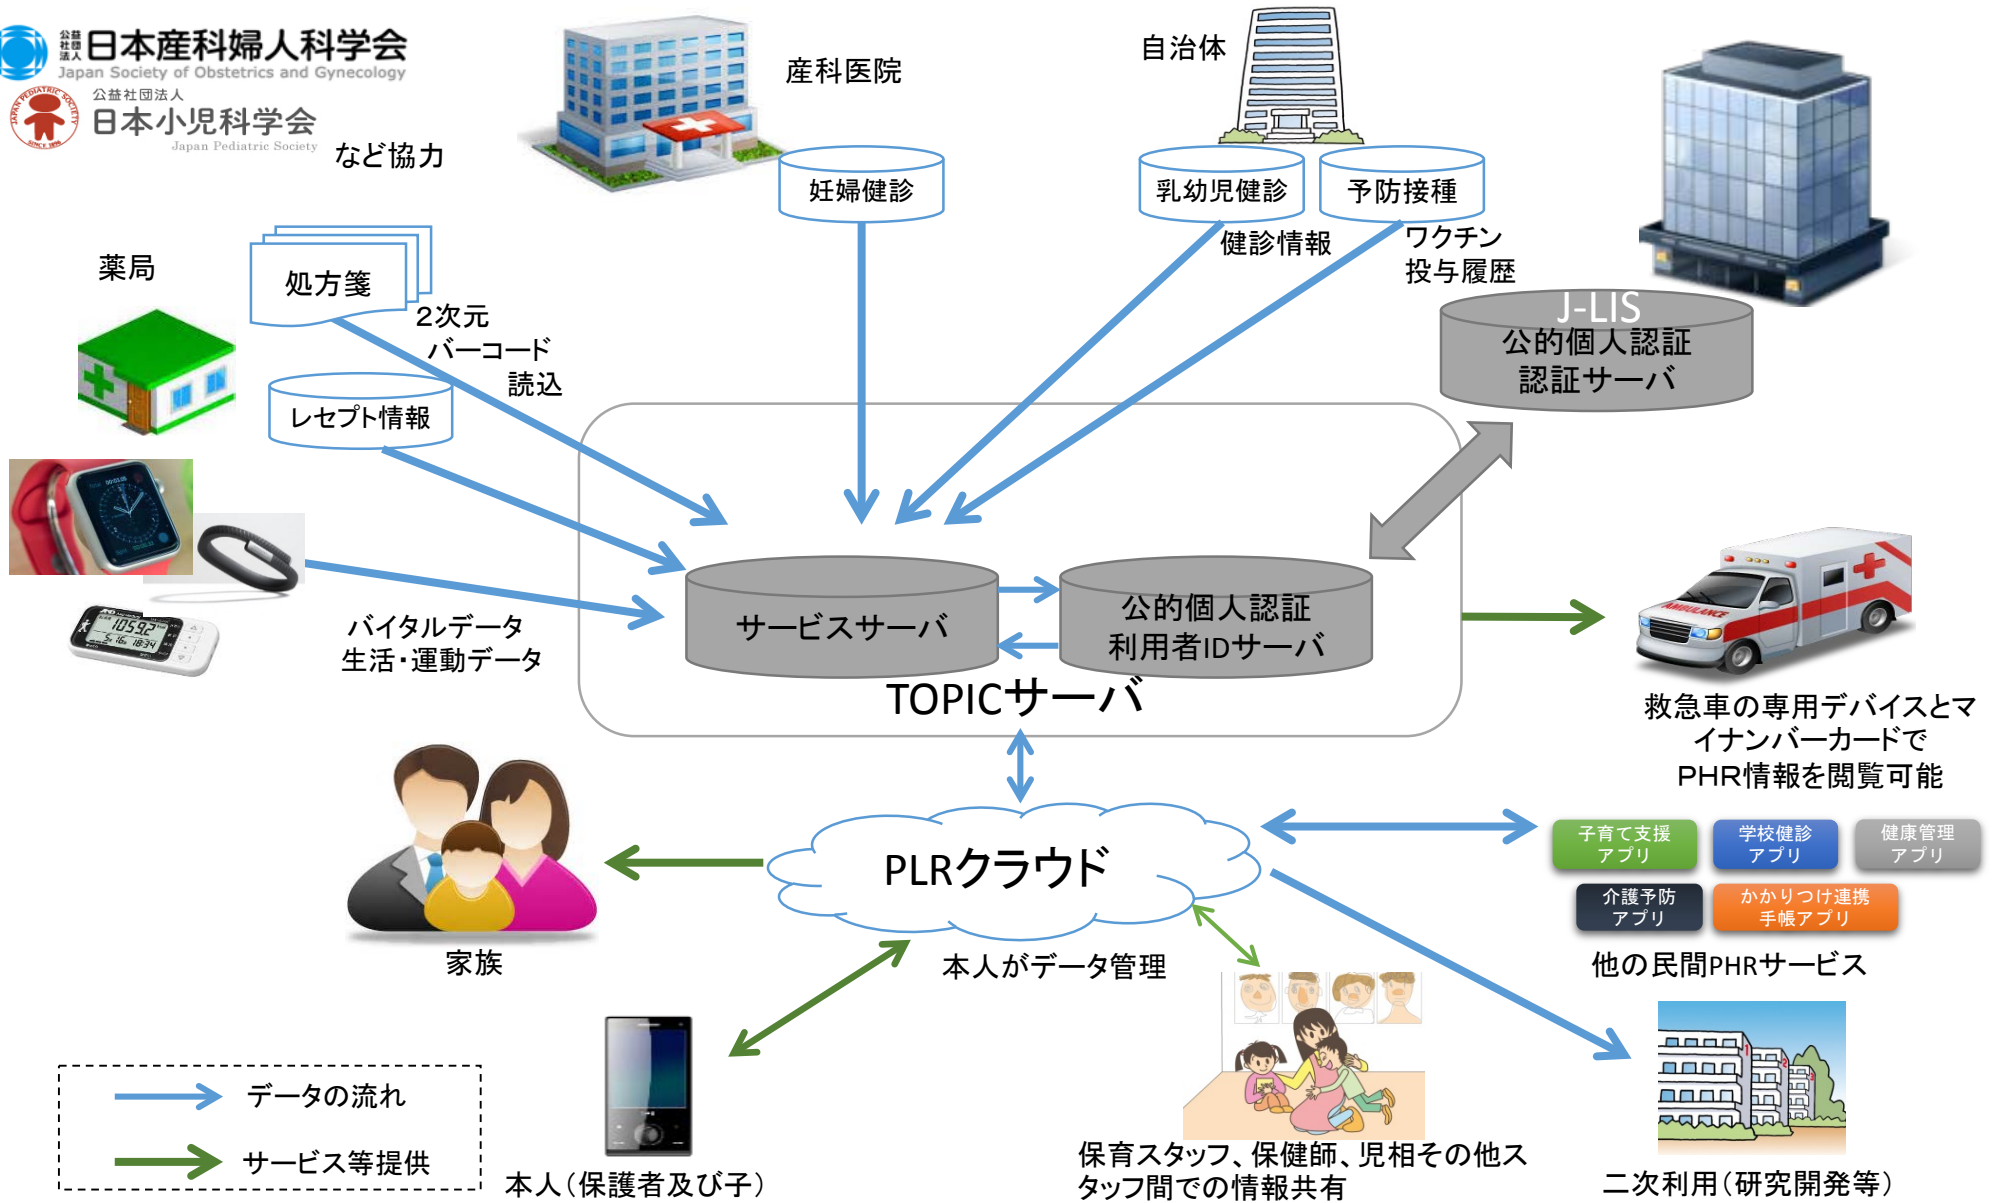 公益
社団
法人
日本産科婦人科学会
Japan Society of Obstetrics and Gynecology
公益社団法人
日本小児科学会
Japan Pediatric Society
JAPAN PEDIATRIC SOCIETY
SINCE 1896
など協力
産科医院
自治体
妊婦健診
乳幼児健診
予防接種
健診情報
ワクチン
投与履歴
薬局
処方箋
2次元
バーコード
読込
レセプト情報
J-LIS
公的個人認証
認証サーバ
バイタルデータ
生活・運動データ
サービスサーバ
公的個人認証
利用者IDサーバ
TOPICサーバ
AMBULANCE
救急車の専用デバイスとマ
イナンバーカードで
PHR情報を閲覧可能
PLRクラウド
本人がデータ管理
家族
子育て支援
アプリ
学校健診
アプリ
健康管理
アプリ
介護予防
アプリ
かかりつけ連携
手帳アプリ
他の民間PHRサービス
データの流れ
サービス等提供
本人（保護者及び子）
保育スタッフ、保健師、児相その他ス
タッフ間での情報共有
1
2
3
二次利用（研究開発等）